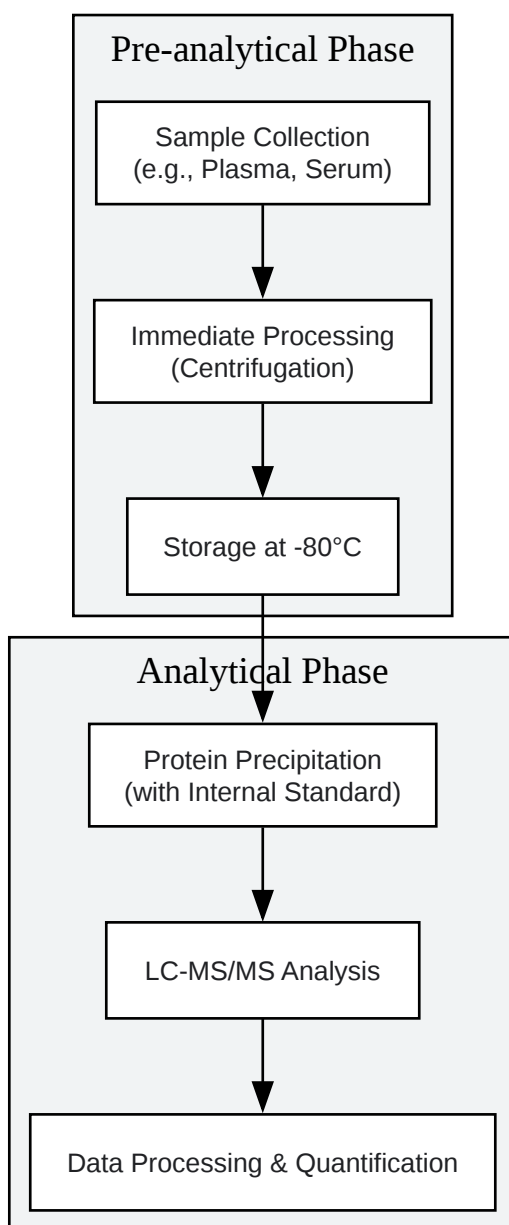 Pre-analytical Phase
Sample Collection
(e.g., Plasma, Serum)
Immediate Processing
(Centrifugation)
Storage at -80°C
Analytical Phase
Protein Precipitation
(with Internal Standard)
LC-MS/MS Analysis
Data Processing & Quantification